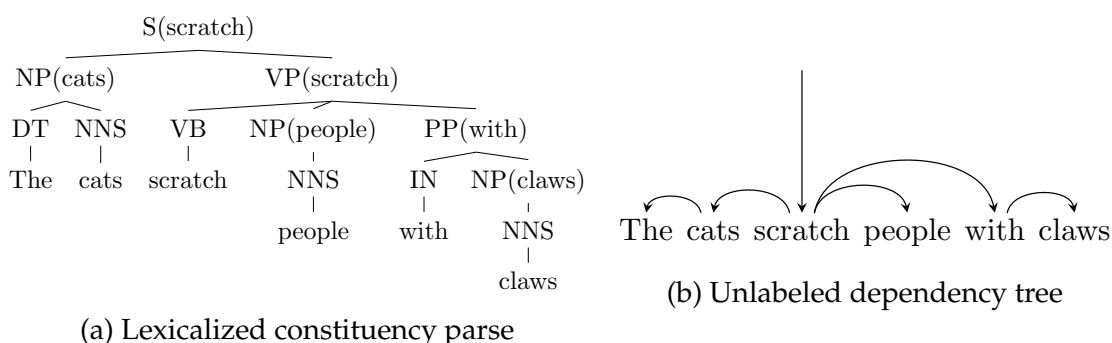 S(scratch)
NP(cats) VP(scratch)
DT NNS VB NP(people) PP(with)
The cats scratch NNS IN NP(claws)
people with NNS
claws
(a) Lexicalized constituency parse
The cats scratch people with claws
(b) Unlabeled dependency tree